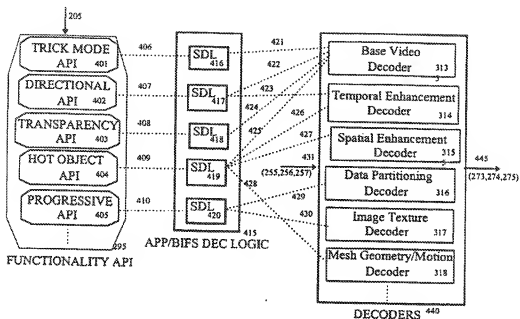 205
TRICK MODE
API 401
DIRECTIONAL
API 402
TRANSPARENCY
API 403
HOT OBJECT
API 404
PROGRESSIVE
API 405
295
FUNCTIONALITY API
406
407
408
409
410
SDL
416
SDL
417
SDL
418
SDL
419
SDL
420
415
APP/BIFS DEC LOGIC
421
422
423
424
425
426
427
428
429
430
431
(255,256,257)
Base Video
Decoder 313
Temporal Enhancement
Decoder 314
Spatial Enhancement
Decoder 315
Data Partitioning
Decoder 316
Image Texture
Decoder 317
Mesh Geometry/Motion
Decoder 318
DECODERS 440
445
(273,274,275)